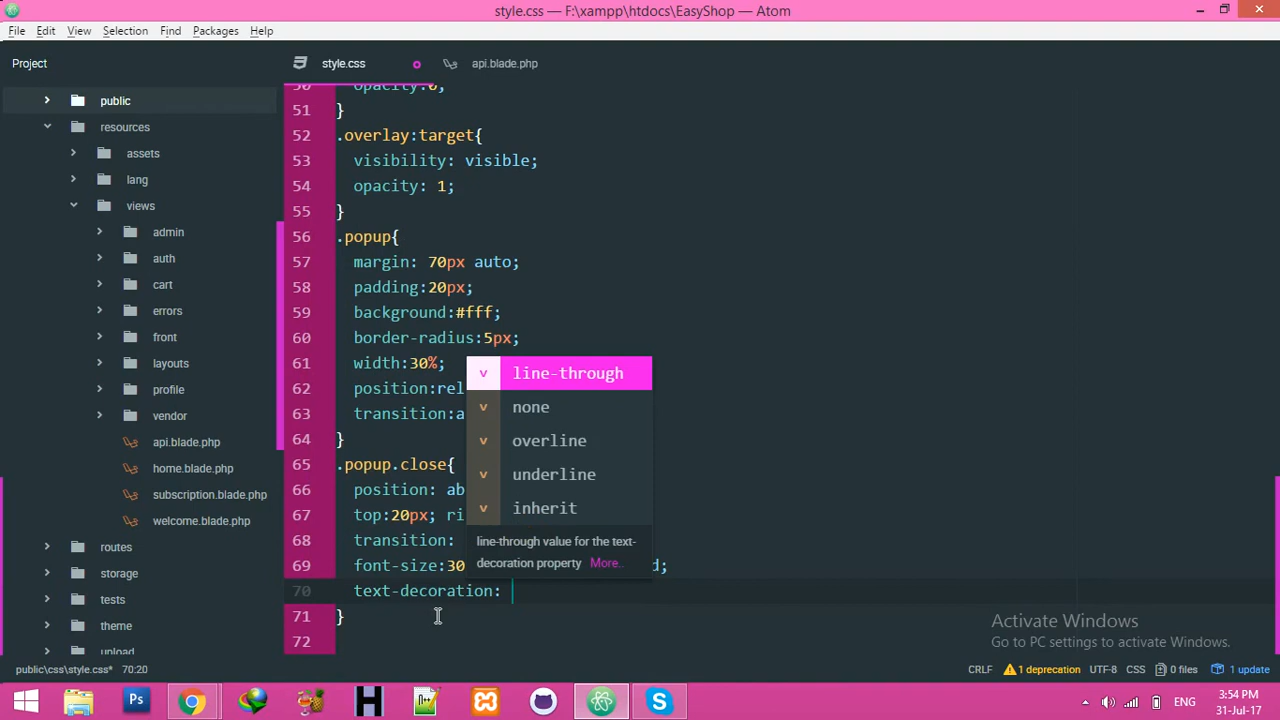 style.css — F:\xampp\htdocs\EasyShop — Atom
File Edit View Selection Find Packages Help
Project
style.css
api.blade.php
public
resources
assets
lang
views
admin
auth
cart
errors
front
layouts
profile
vendor
api.blade.php
home.blade.php
subscription.blade.php
welcome.blade.php
routes
storage
tests
theme
upload
50 opacity:0;
51 }
52 .overlay:target{
53 visibility: visible;
54 opacity: 1;
55 }
56 .popup{
57 margin: 70px auto;
58 padding:20px;
59 background:#fff;
60 border-radius:5px;
61 width:30%;
62 position:rel
63 transition:a
64 }
65 .popup.close{
66 position: ab
67 top:20px; ri
68 transition:
69 font-size:30 d;
70 text-decoration:
71 }
72
v line-through
v none
v overline
v underline
v inherit
line-through value for the text-
decoration property More..
Activate Windows
Go to PC settings to activate Windows.
public\css\style.css* 70:20
CRLF 1 deprecation UTF-8 CSS 0 files 1 update
Ps
H
ENG
3:54 PM
31-Jul-17